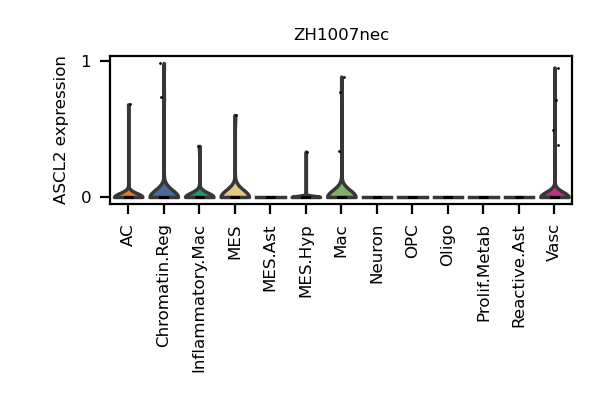 ZH1007nec
ASCL2 expression
1
0
AC
Chromatin.Reg
Inflammatory.Mac
MES
MES.Ast
MES.Hyp
Mac
Neuron
OPC
Oligo
Prolif.Metab
Reactive.Ast
Vasc